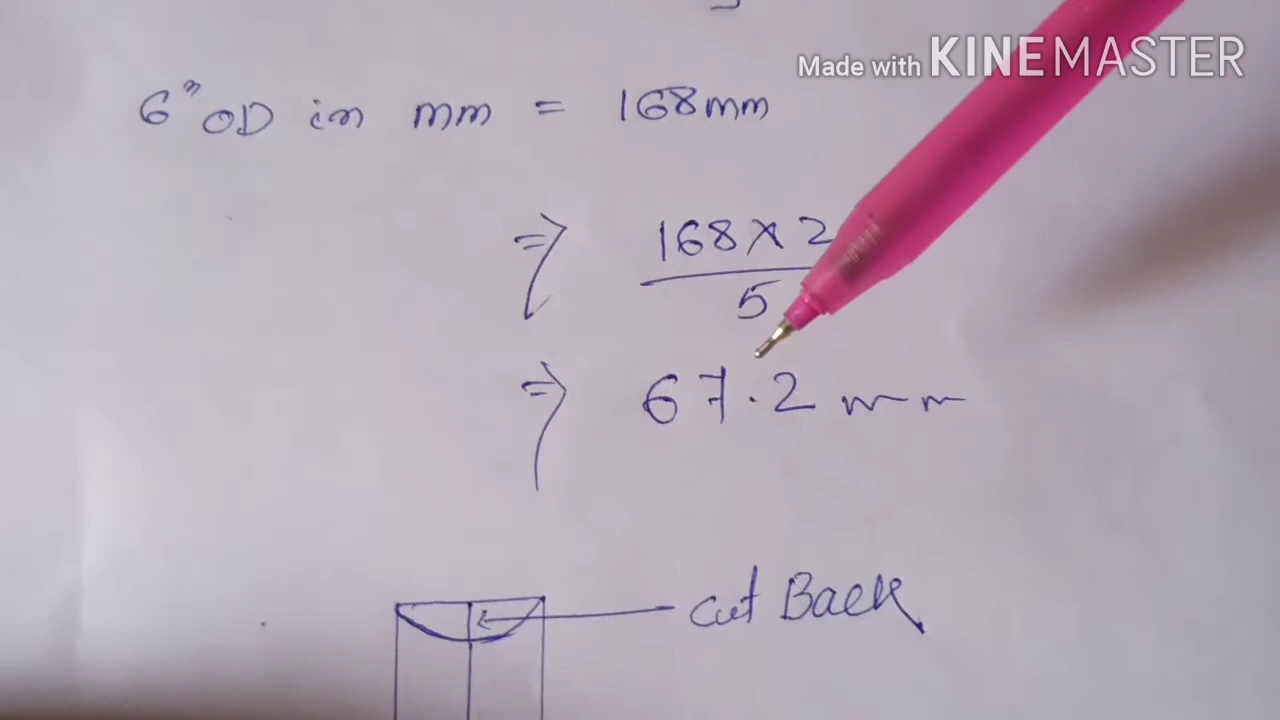 Made with KINEMASTER
6" OD in mm = 168mm
⇒ 168 × 2
5
⇒ 67.2 mm
Cut Back